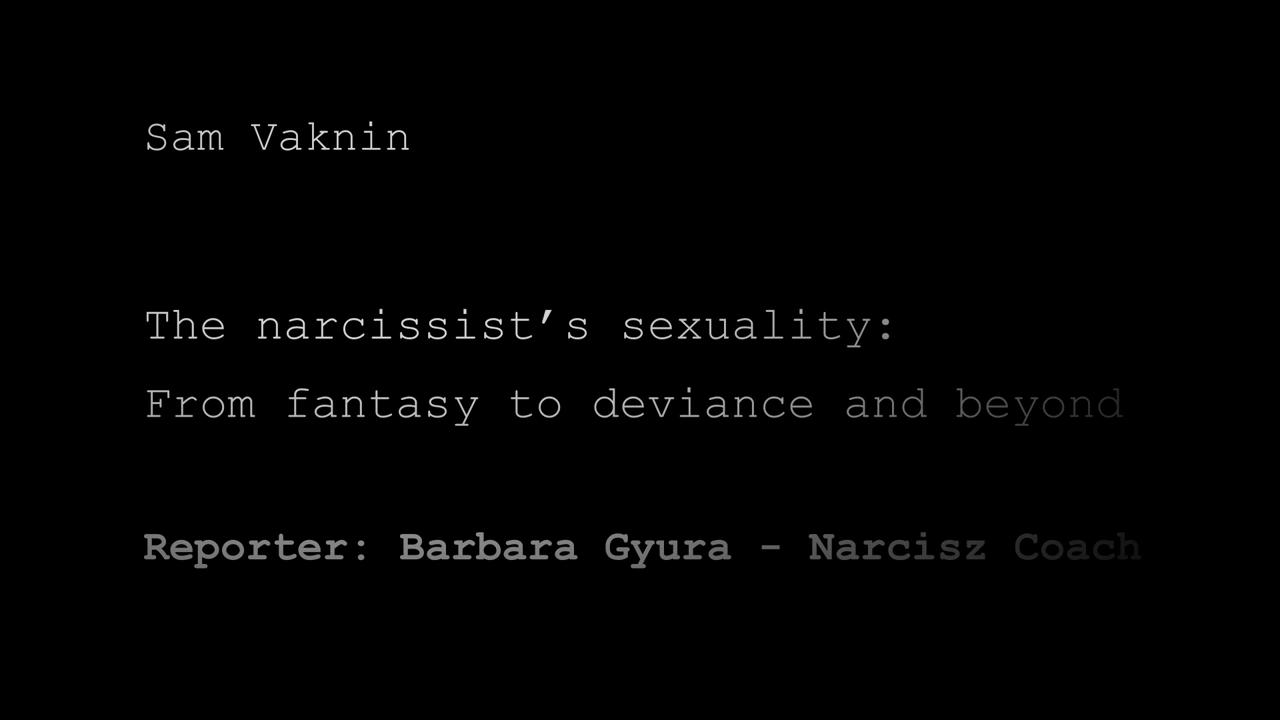 Sam Vaknin
The narcissist’s sexuality:
From fantasy to deviance and beyond
Reporter: Barbara Gyura - Narcisz Coach